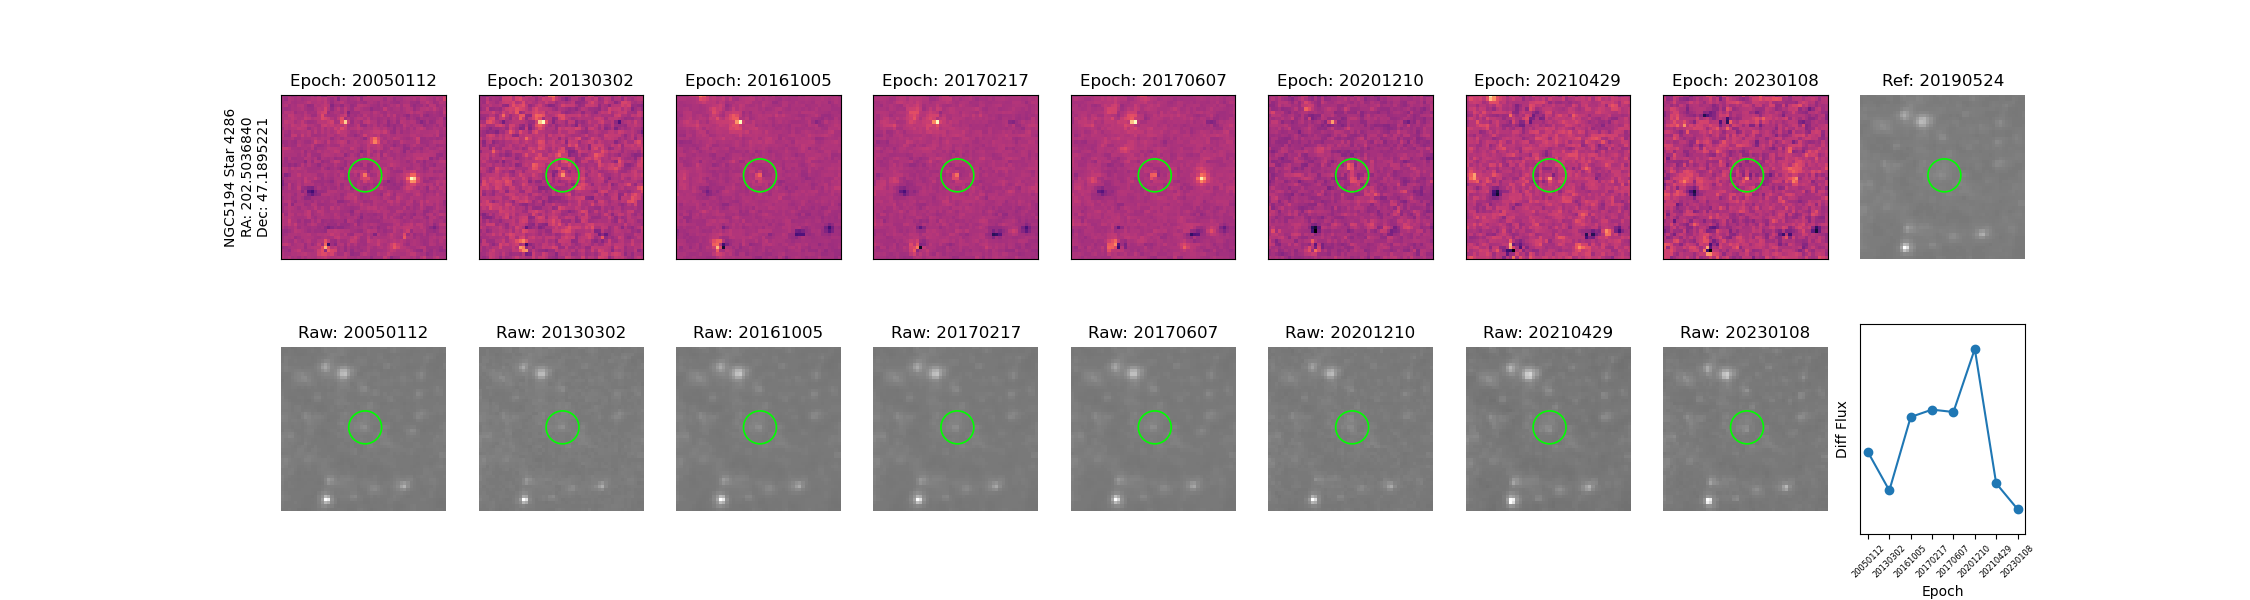 NGC5194 Star 4286
RA: 202.5036840
Dec: 47.1895221
Epoch: 20050112
Epoch: 20130302
Epoch: 20161005
Epoch: 20170217
Epoch: 20170607
Epoch: 20201210
Epoch: 20210429
Epoch: 20230108
Ref: 20190524
Raw: 20050112
Raw: 20130302
Raw: 20161005
Raw: 20170217
Raw: 20170607
Raw: 20201210
Raw: 20210429
Raw: 20230108
Diff Flux
20050112
20130302
20161005
20170217
20170607
20201210
20210429
20230108
Epoch